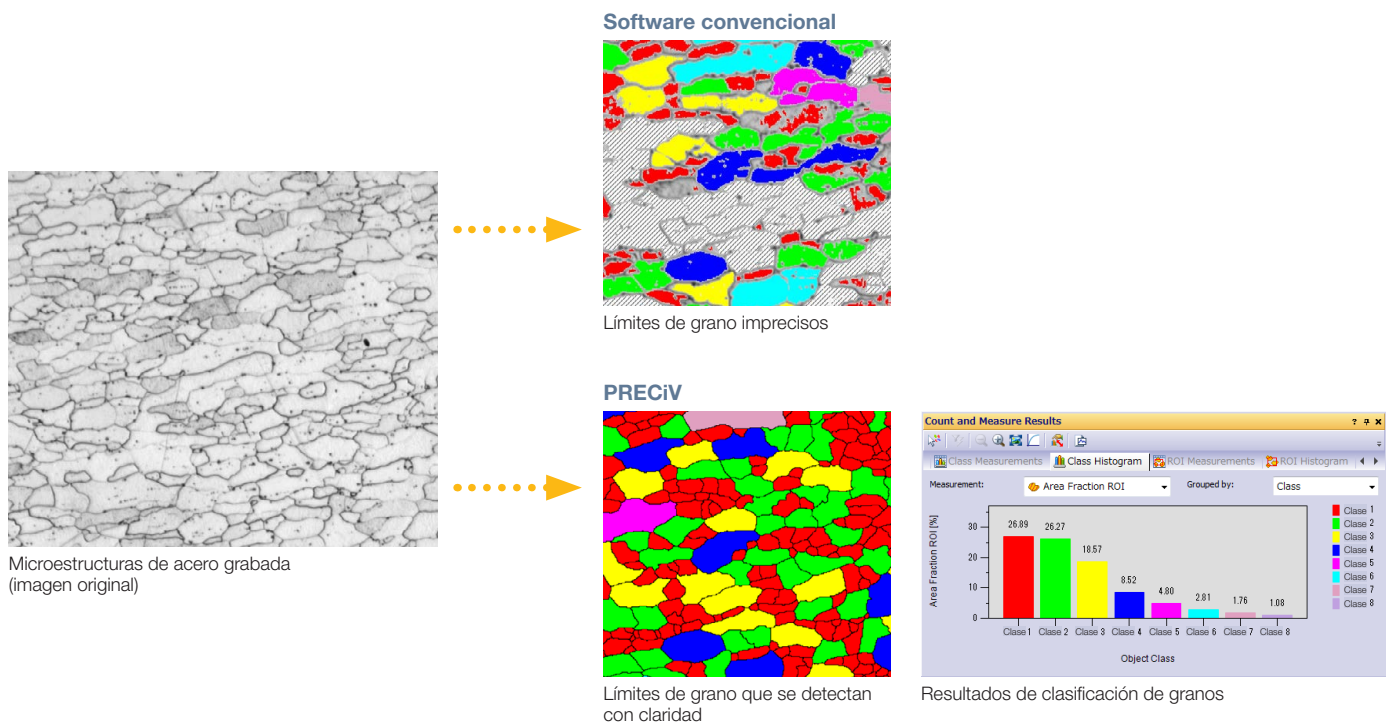 Software convencional
Límites de grano imprecisos
Microestructuras de acero grabada
(imagen original)
PRECiV
Límites de grano que se detectan
con claridad
Count and Measure Results
Class Measurements Class Histogram ROI Measurements ROI Histogram
Measurement: Area Fraction ROI Grouped by: Class
Area Fraction ROI [%]
30
20
10
0
26.89 26.27 18.57 8.52 4.80 2.81 1.76 1.08
Clase 1 Clase 2 Clase 3 Clase 4 Clase 5 Clase 6 Clase 7 Clase 8
Object Class
Clase 1
Clase 2
Clase 3
Clase 4
Clase 5
Clase 6
Clase 7
Clase 8
Resultados de clasificación de granos